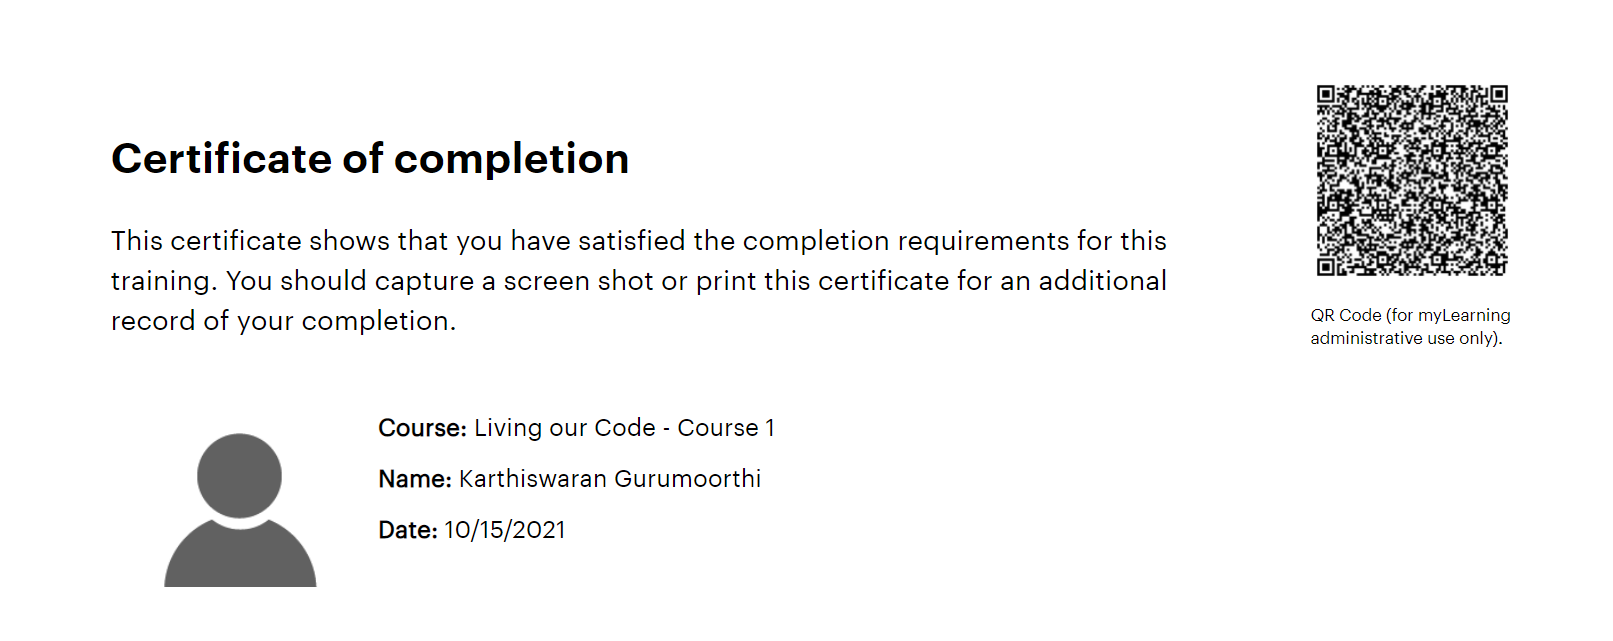 Certificate of completion
This certificate shows that you have satisfied the completion requirements for this
training. You should capture a screen shot or print this certificate for an additional
record of your completion.
QR Code (for myLearning
administrative use only).
Course: Living our Code - Course 1
Name: Karthiswaran Gurumoorthi
Date: 10/15/2021